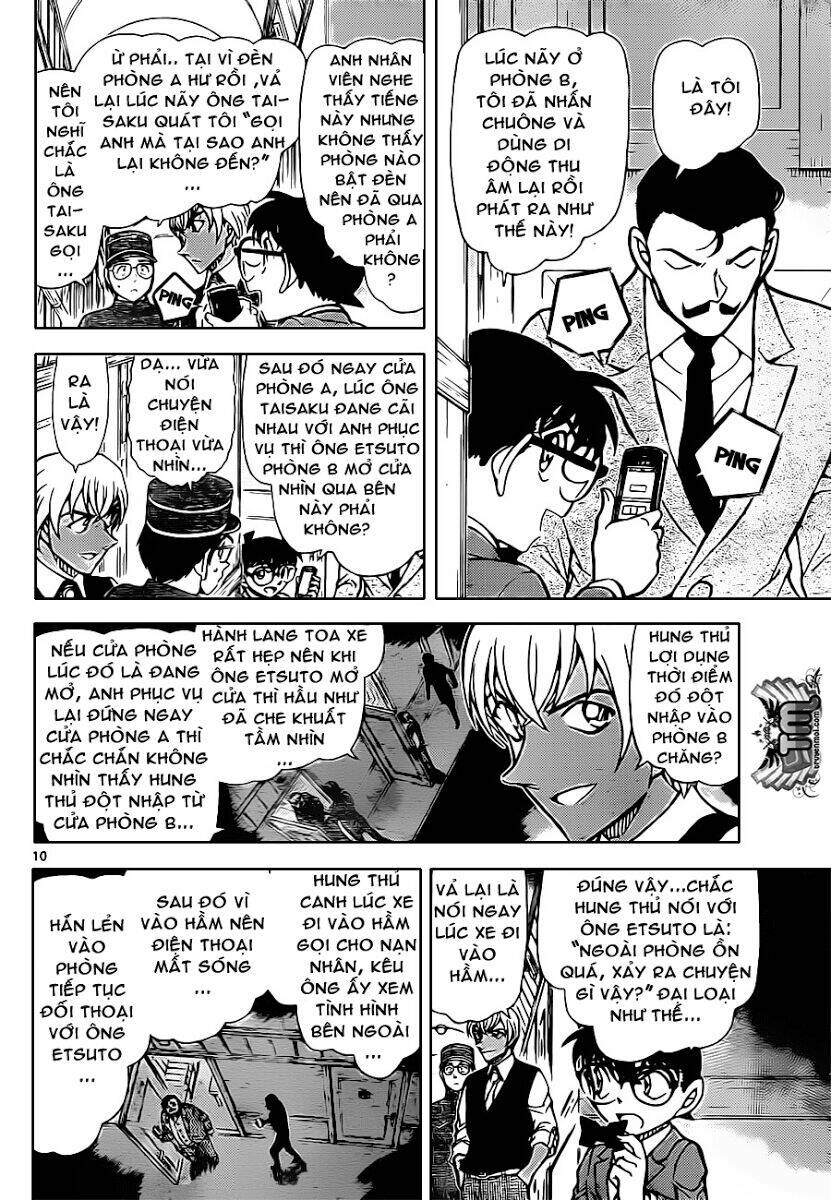 LÀ TÔI
ĐÂY!
LÚC NÃY Ở
PHÒNG B,
TÔI ĐÃ NHẤN
CHUÔNG VÀ
DÙNG DI
ĐỘNG THU
ÂM LẠI RỒI
PHÁT RA NHƯ
THẾ NÀY!
PING
PING
ANH NHÂN
VIÊN NGHE
THẤY TIẾNG
NÀY NHƯNG
KHÔNG THẤY
PHÒNG NÀO
BẬT ĐÈN
NÊN ĐÃ QUA
PHÒNG A
PHẢI
KHÔNG?
Ừ PHẢI.. TẠI VÌ ĐÈN
PHÒNG A HƯ RỒI ,VẢ
LẠI LÚC NÃY ÔNG TAI-
SAKU QUÁT TÔI "GỌI
ANH MÀ TẠI SAO ANH
LẠI KHÔNG ĐẾN?"
...
NÊN
TÔI
NGHĨ
CHẮC
LÀ
ÔNG
TAI-
SAKU
GỌI
...
PING
PING
SAU ĐÓ NGAY CỬA
PHÒNG A, LÚC ÔNG
TAISAKU ĐANG CÃI
NHAU VỚI ANH PHỤC
VỤ THÌ ÔNG ETSUTO
PHÒNG B MỞ CỬA
NHÌN QUA BÊN
NÀY PHẢI
KHÔNG?
DẠ... VỪA
NÓI
CHUYỆN
ĐIỆN
THOẠI VỪA
NHÌN...
RA
LÀ
VẬY!
HUNG THỦ
LỢI DỤNG
THỜI ĐIỂM
ĐÓ ĐỘT
NHẬP VÀO
PHÒNG B
CHĂNG?
HÀNH LANG TOA XE
RẤT HẸP NÊN KHI
ÔNG ETSUTO MỞ
CỬA THÌ HẦU NHƯ
ĐÃ CHE KHUẤT
TẦM NHÌN
...
NẾU CỬA PHÒNG
LÚC ĐÓ LÀ ĐANG
MỞ, ANH PHỤC VỤ
LẠI ĐỨNG NGAY
CỬA PHÒNG A THÌ
CHẮC CHẮN KHÔNG
NHÌN THẤY HUNG
THỦ ĐỘT NHẬP TỪ
CỬA PHÒNG B...
TM
truyenmoi.com
10
ĐÚNG VẬY...CHẮC
HUNG THỦ NÓI VỚI
ÔNG ETSUTO LÀ:
"NGOÀI PHÒNG ỒN
QUÁ, XẢY RA CHUYỆN
GÌ VẬY?" ĐẠI LOẠI
NHƯ THẾ...
VẢ LẠI LÀ
NÓI NGAY
LÚC XE ĐI
VÀO
HẦM...
HUNG THỦ
CANH LÚC XE
ĐI VÀO HẦM
GỌI CHO NẠN
NHÂN, KÊU
ÔNG ẤY XEM
TÌNH HÌNH
BÊN NGOÀI
...
SAU ĐÓ VÌ
VÀO HẦM NÊN
ĐIỆN THOẠI
MẤT SÓNG
...
HẮN LẺN
VÀO
PHÒNG
TIẾP TỤC
ĐỐI THOẠI
VỚI ÔNG
ETSUTO
...